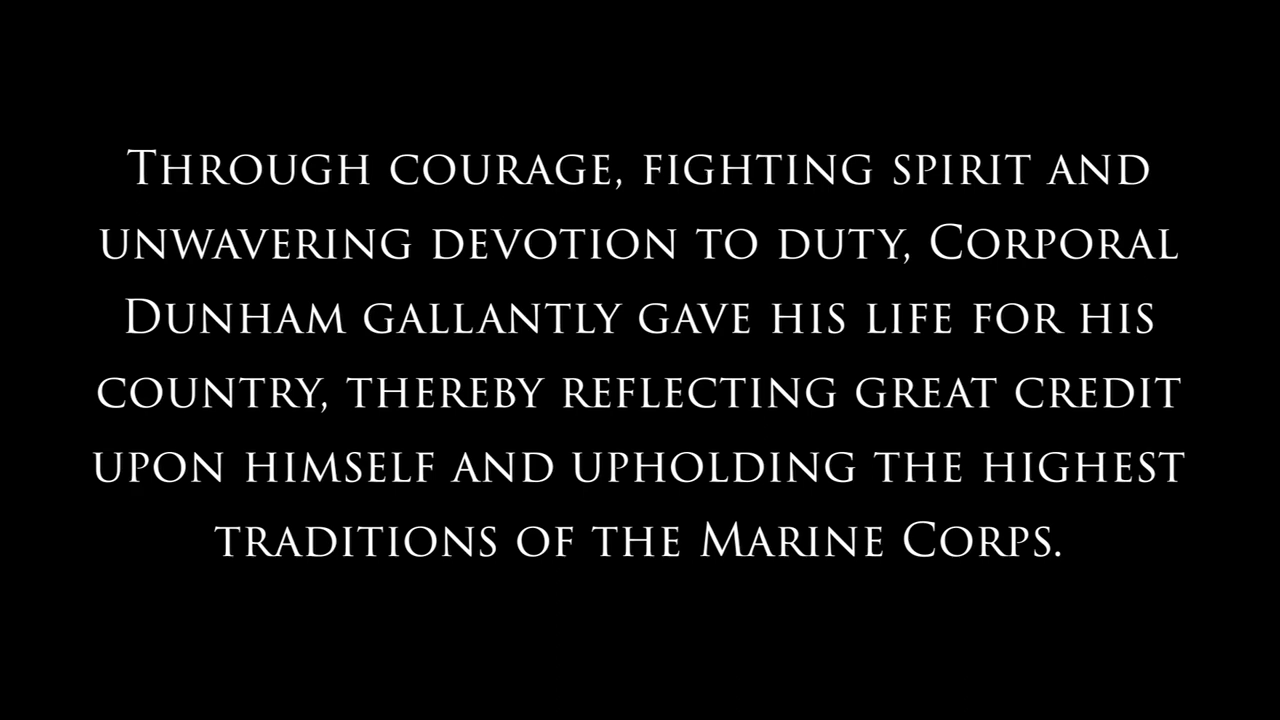 Through courage, fighting spirit and
unwavering devotion to duty, Corporal
Dunham gallantly gave his life for his
country, thereby reflecting great credit
upon himself and upholding the highest
traditions of the Marine Corps.